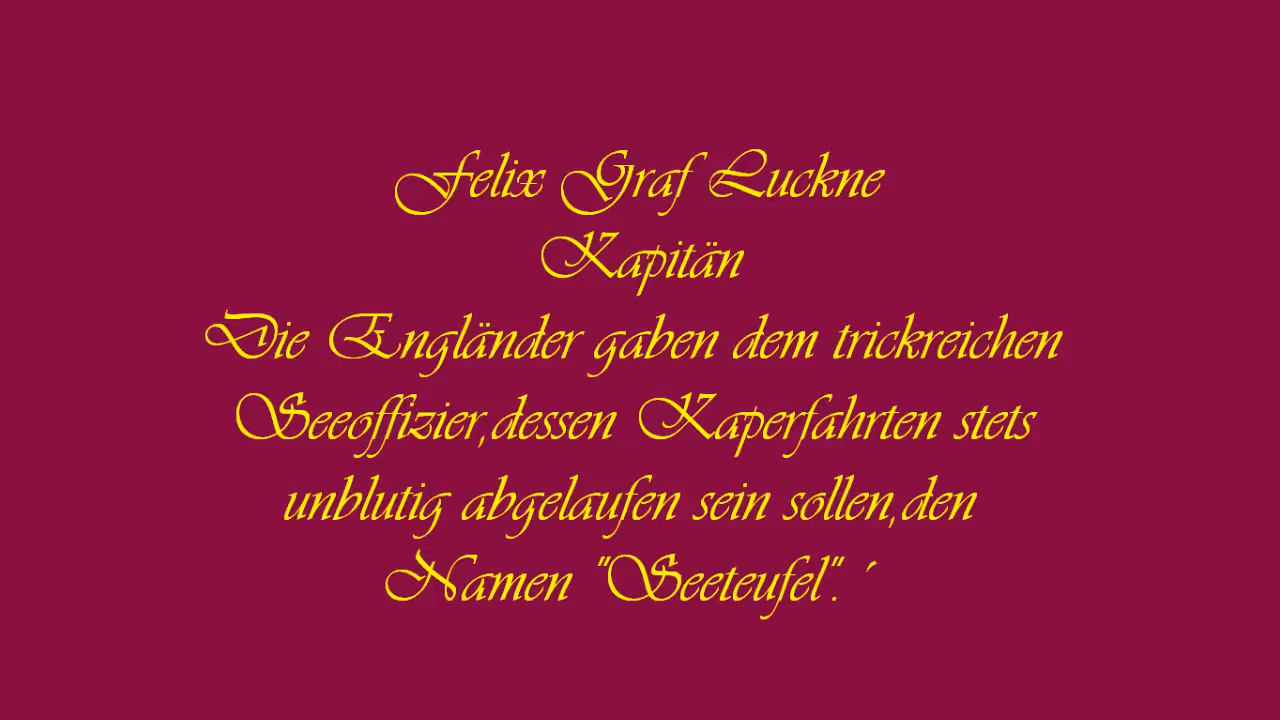 Felix Graf Luckne
Kapitän
Die Engländer gaben dem trickreichen
Seeoffizier,dessen Kaperfahrten stets
unblutig abgelaufen sein sollen,den
Namen "Seeteufel". ´